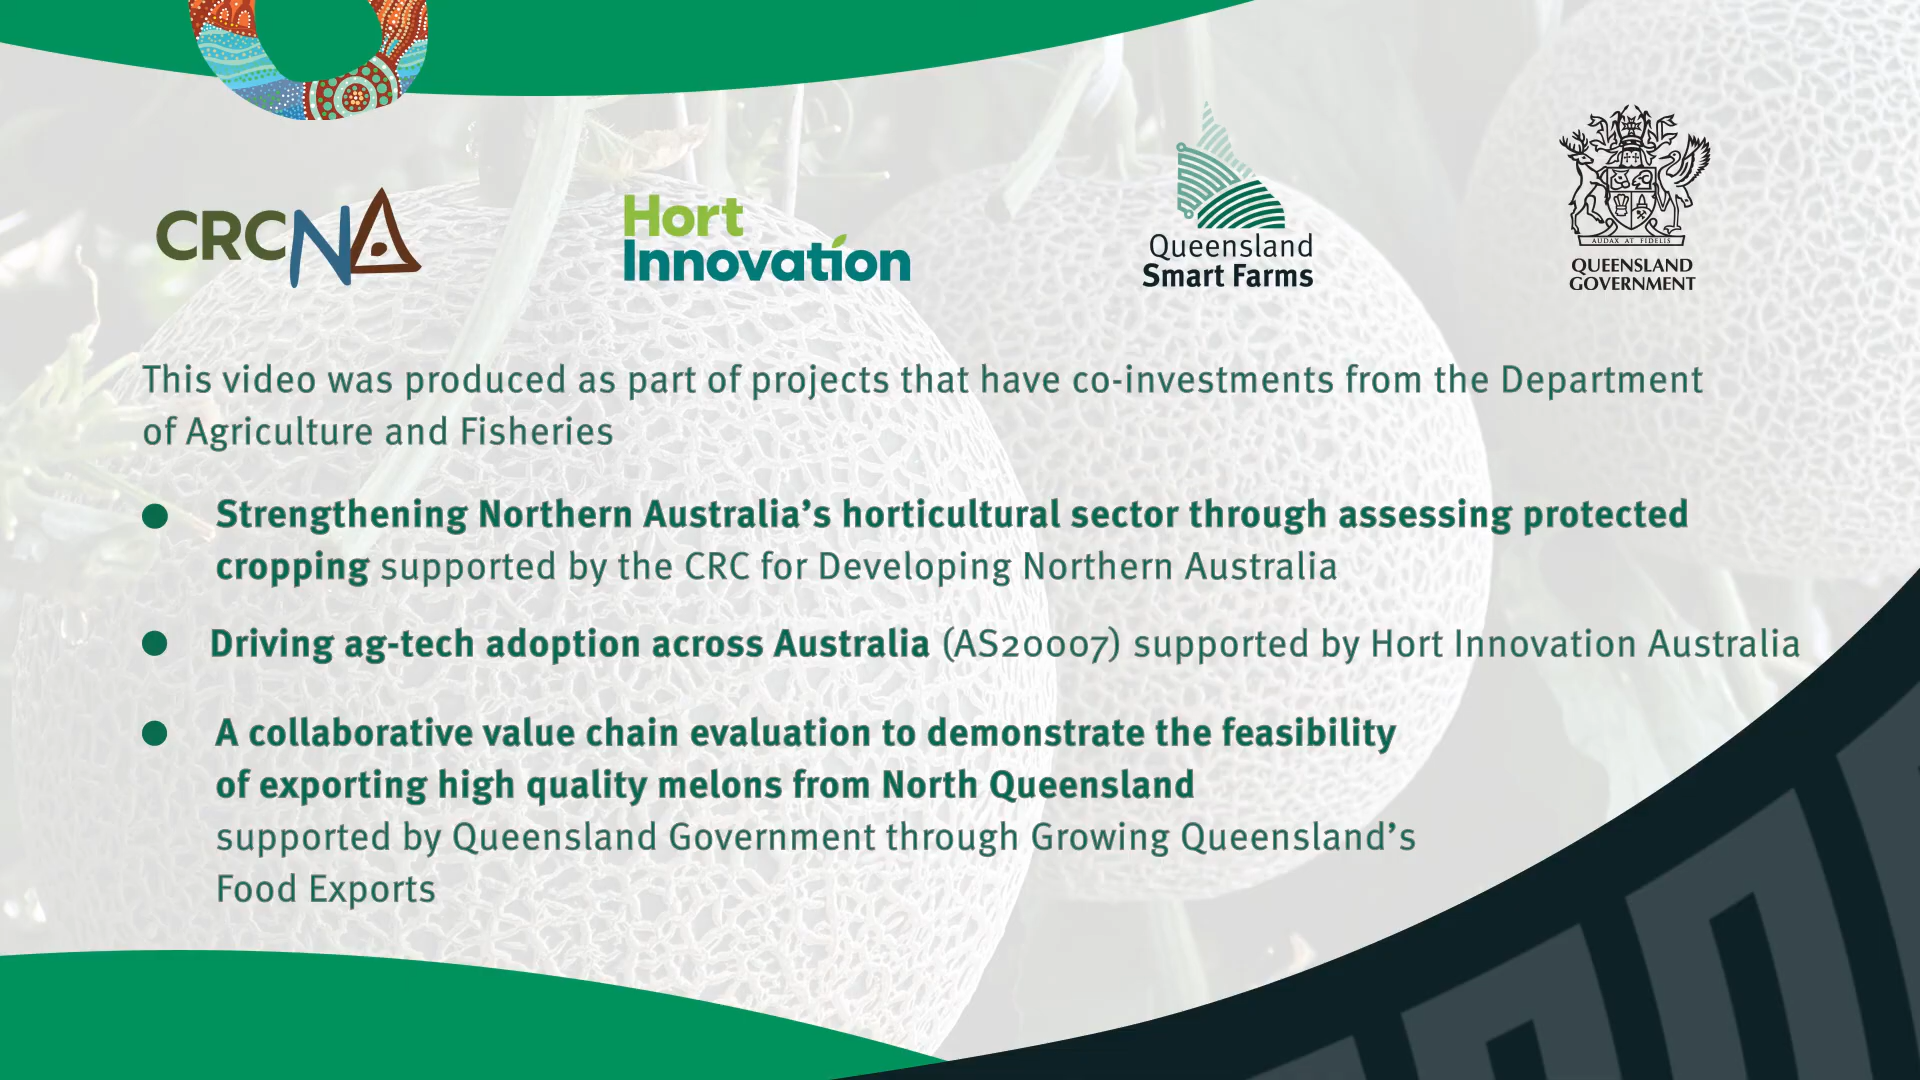 CRCNA
Hort
Innovation
Queensland
Smart Farms
AUDAX AT FIDELIS
QUEENSLAND
GOVERNMENT
This video was produced as part of projects that have co-investments from the Department
of Agriculture and Fisheries
● Strengthening Northern Australia’s horticultural sector through assessing protected
cropping supported by the CRC for Developing Northern Australia
● Driving ag-tech adoption across Australia (AS20007) supported by Hort Innovation Australia
● A collaborative value chain evaluation to demonstrate the feasibility
of exporting high quality melons from North Queensland
supported by Queensland Government through Growing Queensland’s
Food Exports